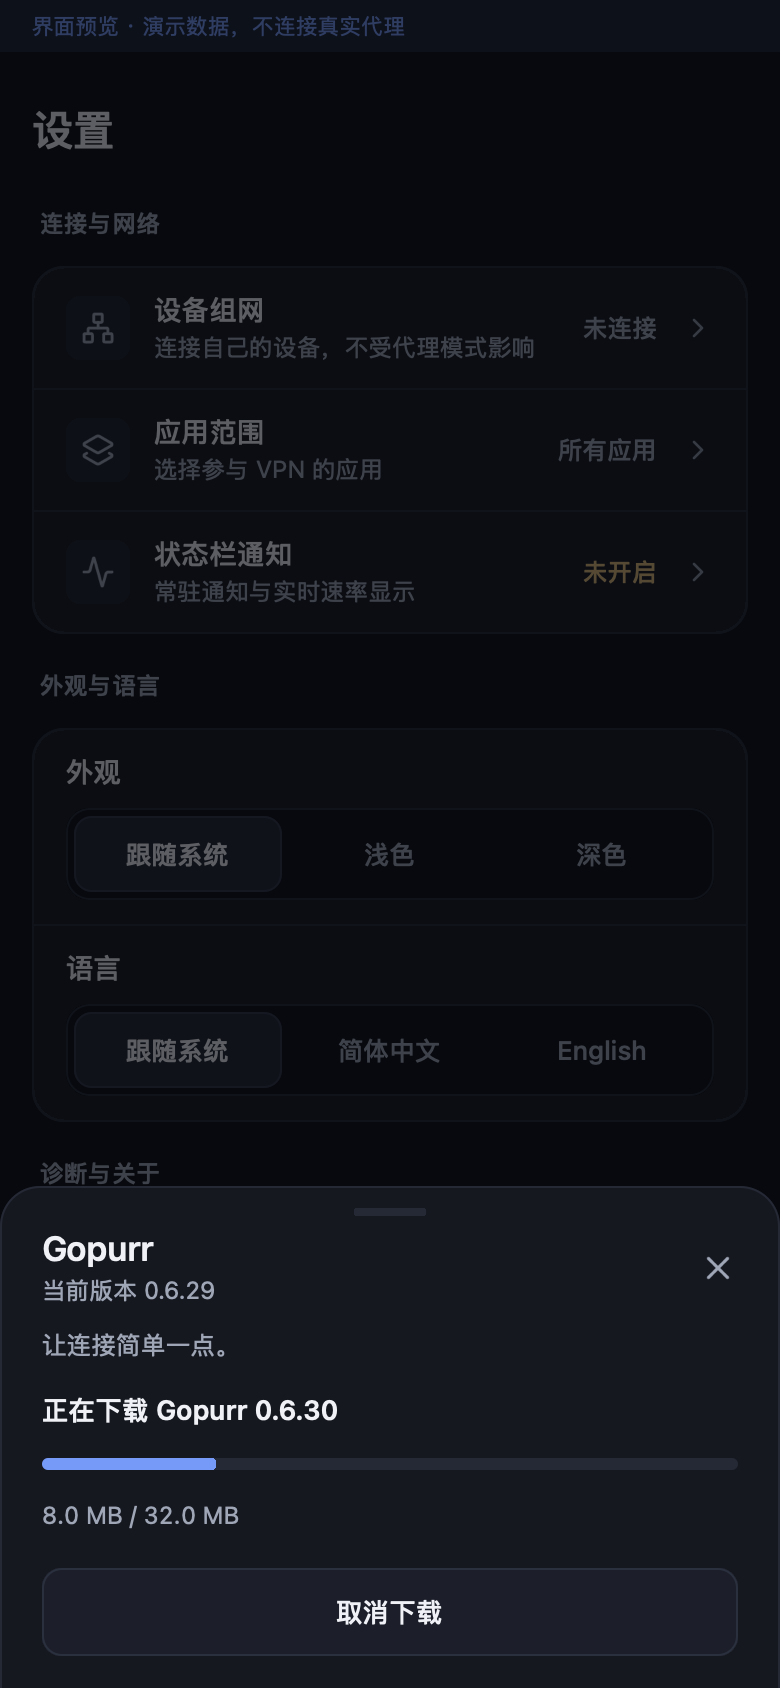 界面预览 · 演示数据，不连接真实代理
设置
连接与网络
设备组网
连接自己的设备，不受代理模式影响
未连接
应用范围
选择参与 VPN 的应用
所有应用
状态栏通知
常驻通知与实时速率显示
未开启
外观与语言
外观
跟随系统 浅色 深色
语言
跟随系统 简体中文 English
诊断与关于
Gopurr
当前版本 0.6.29
让连接简单一点。
正在下载 Gopurr 0.6.30
8.0 MB / 32.0 MB
取消下载